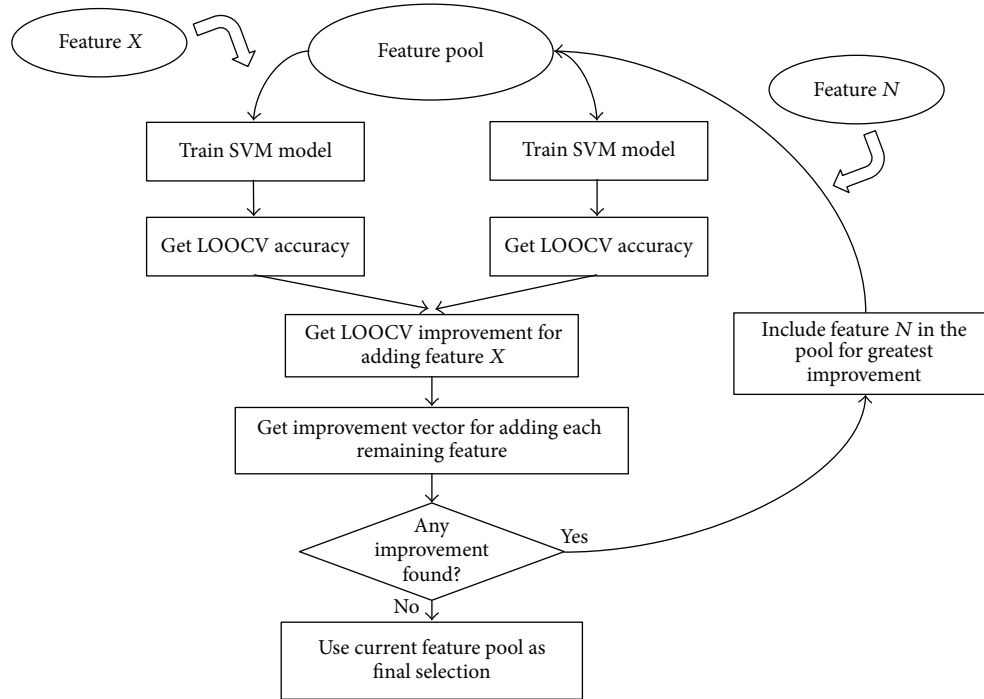 Feature X
Feature pool
Feature N
Train SVM model
Train SVM model
Get LOOCV accuracy
Get LOOCV accuracy
Get LOOCV improvement for
adding feature X
Include feature N in the
pool for greatest
improvement
Get improvement vector for adding each
remaining feature
Any
improvement
found?
Yes
No
Use current feature pool as
final selection